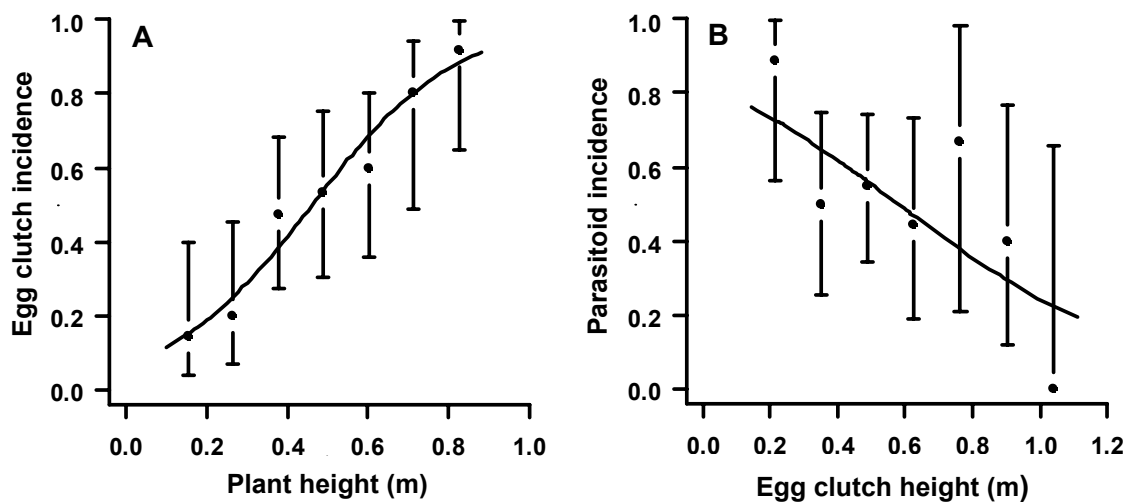 A
Egg clutch incidence
1.0
0.8
0.6
0.4
0.2
0.0
0.0 0.2 0.4 0.6 0.8 1.0
Plant height (m)
B
Parasitoid incidence
1.0
0.8
0.6
0.4
0.2
0.0
0.0 0.2 0.4 0.6 0.8 1.0 1.2
Egg clutch height (m)